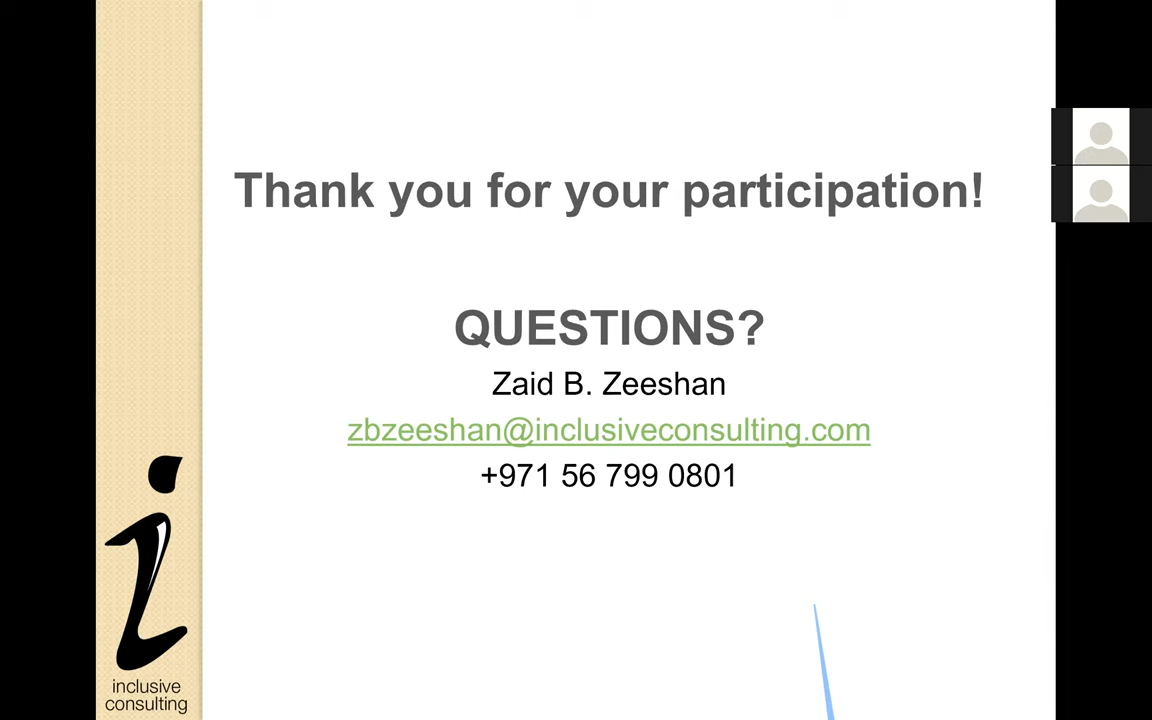 Thank you for your participation!
QUESTIONS?
Zaid B. Zeeshan
zbzeeshan@inclusiveconsulting.com
+971 56 799 0801
inclusive
consulting